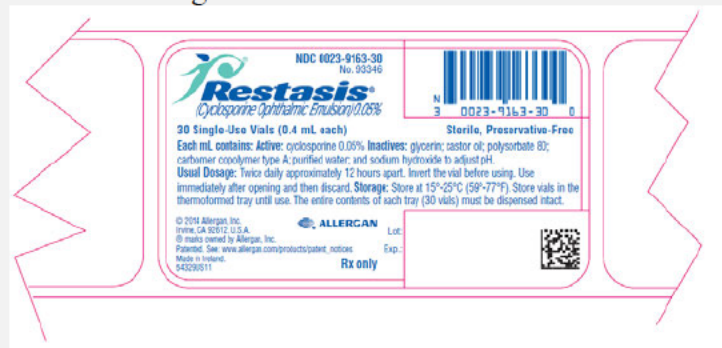 NDC 0023-9163-30
No. 93346
Restasis®
(Cyclosporine Ophthalmic Emulsion) 0.05%
N
3 0023-9163-30 0
30 Single-Use Vials (0.4 mL each) Sterile, Preservative-Free
Each mL contains: Active: cyclosporine 0.05% Inactives: glycerin; castor oil; polysorbate 80;
carbomer copolymer type A; purified water; and sodium hydroxide to adjust pH.
Usual Dosage: Twice daily approximately 12 hours apart. Invert the vial before using. Use
immediately after opening and then discard. Storage: Store at 15°-25°C (59°-77°F). Store vials in the
thermoformed tray until use. The entire contents of each tray (30 vials) must be dispensed intact.
© 2014 Allergan, Inc.
Irvine, CA 92612, U.S.A.
® marks owned by Allergan, Inc.
Patented. See: www.allergan.com/products/patent_notices
Made in Ireland.
ALLERGAN
Rx only
Lot:
Exp.: